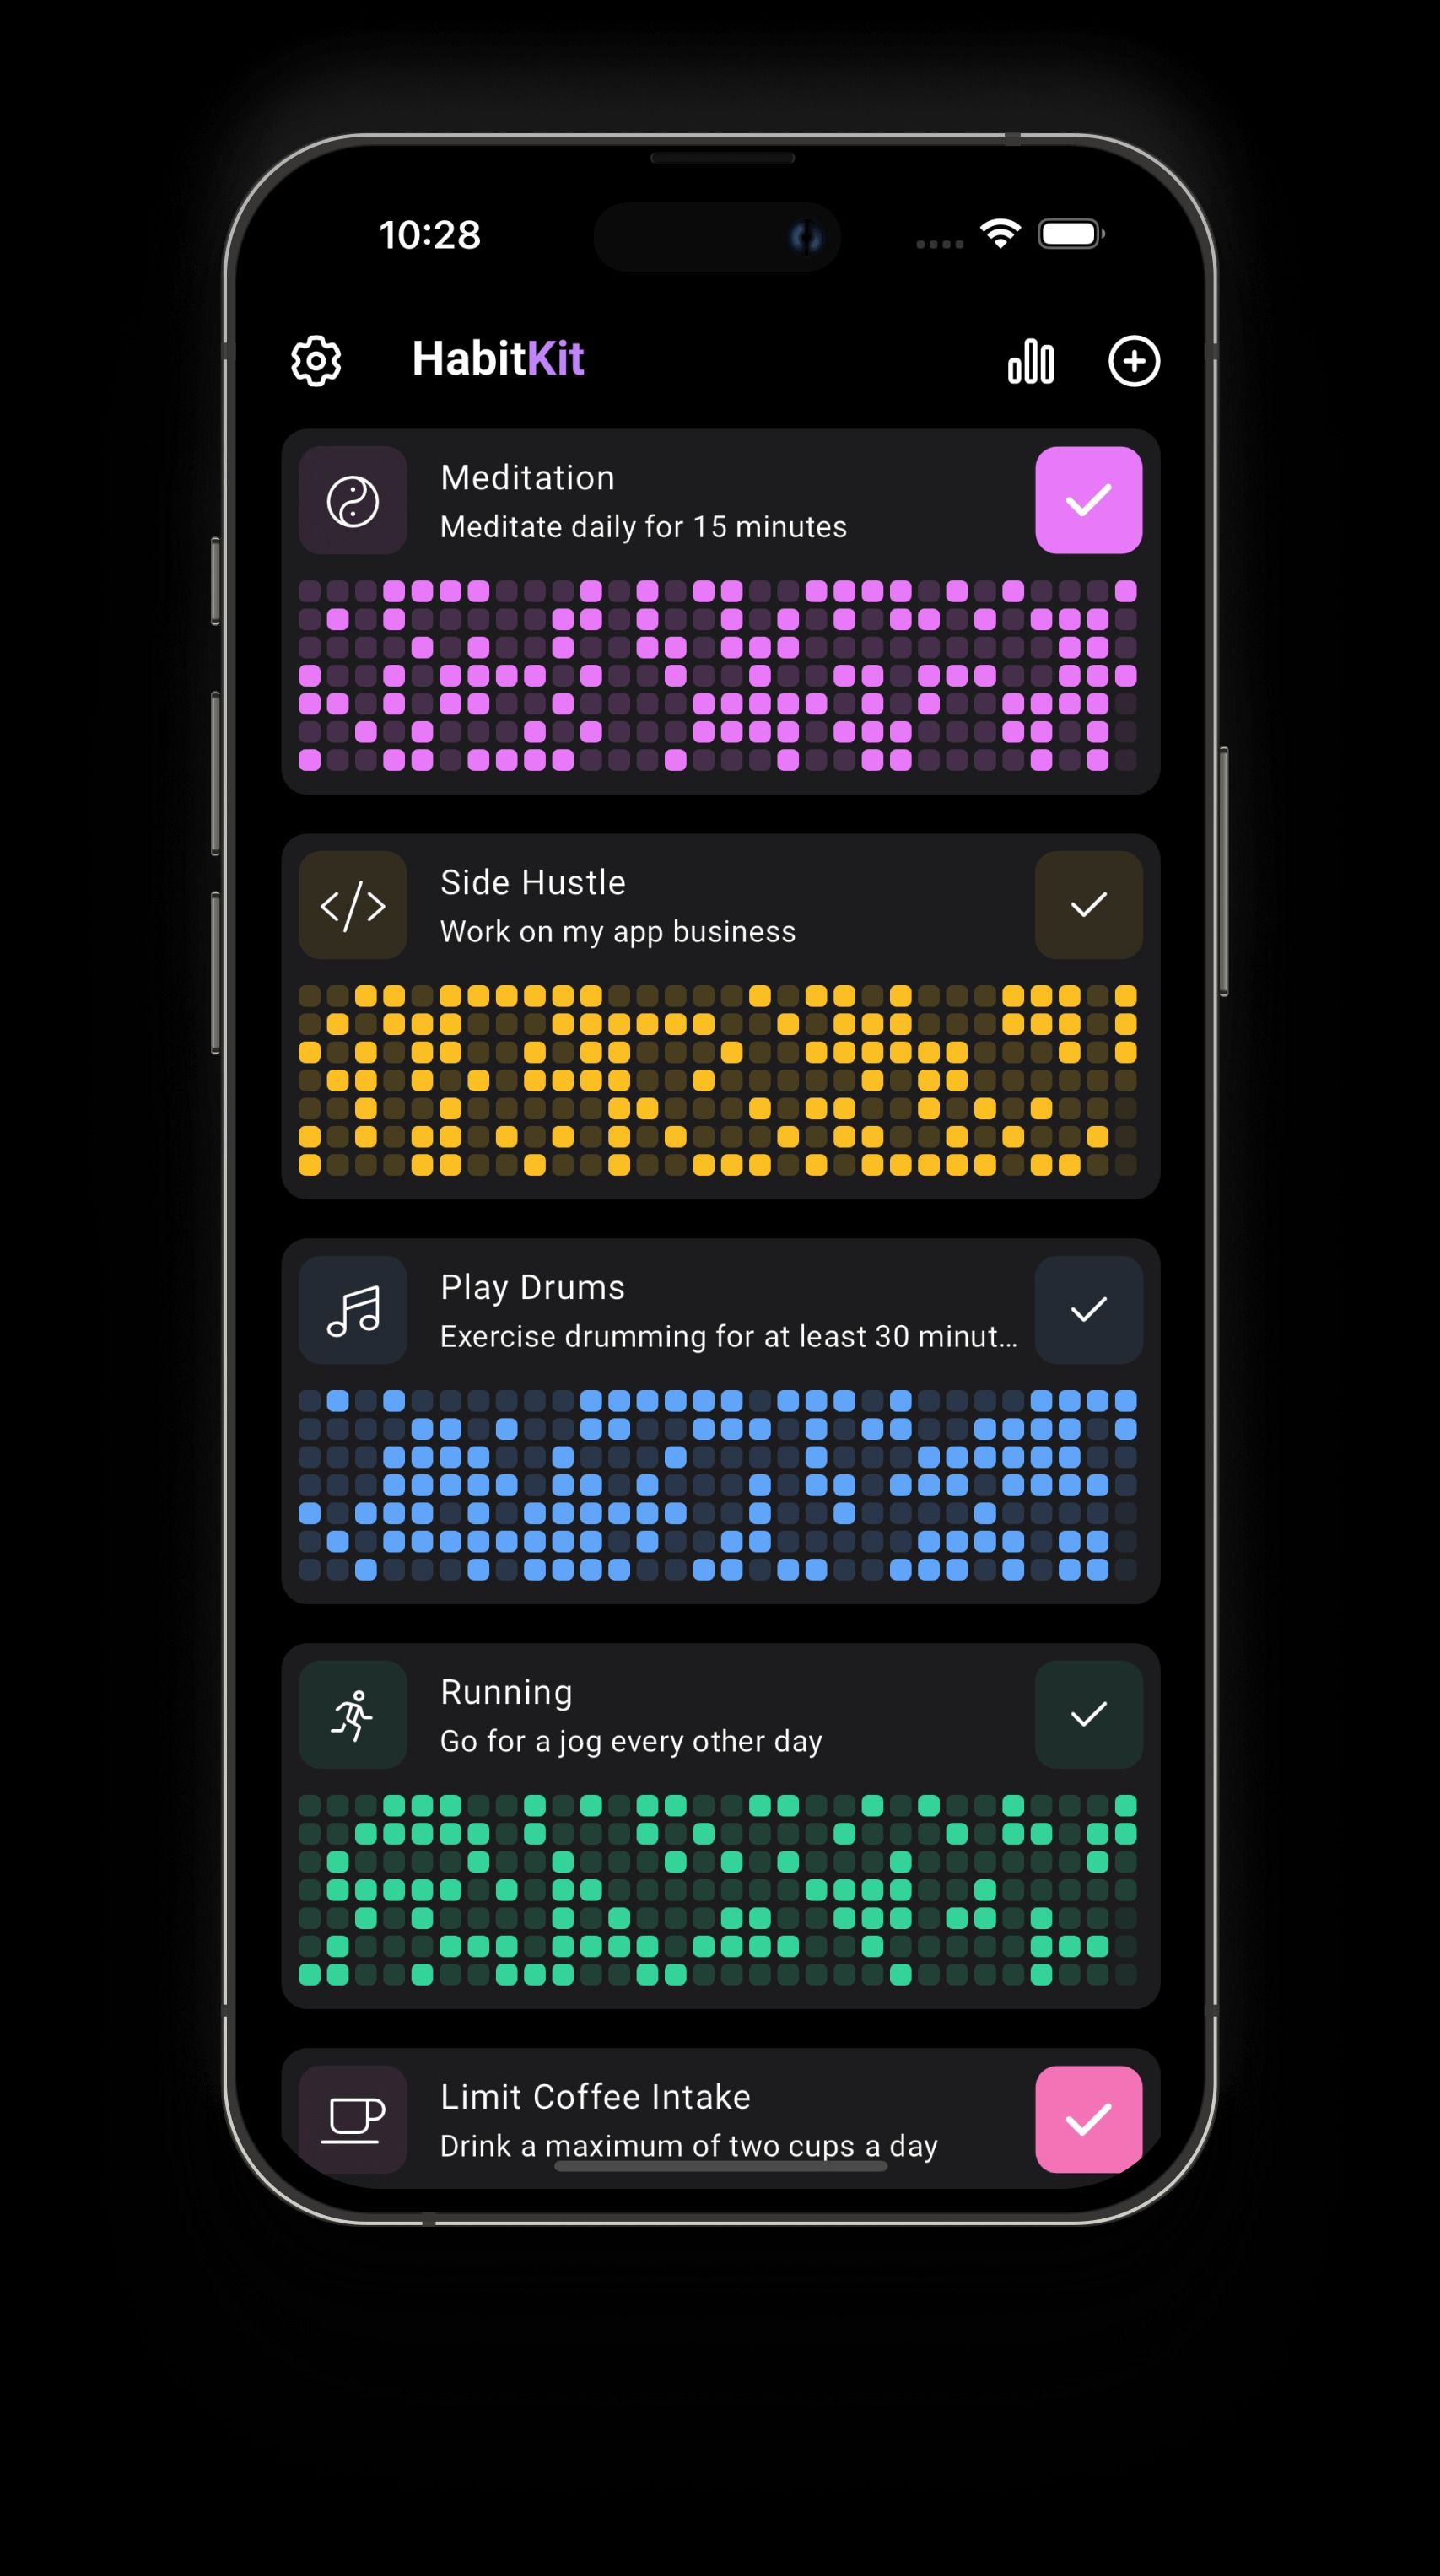 10:28
HabitKit
Meditation
Meditate daily for 15 minutes
Side Hustle
Work on my app business
Play Drums
Exercise drumming for at least 30 minut...
Running
Go for a jog every other day
Limit Coffee Intake
Drink a maximum of two cups a day